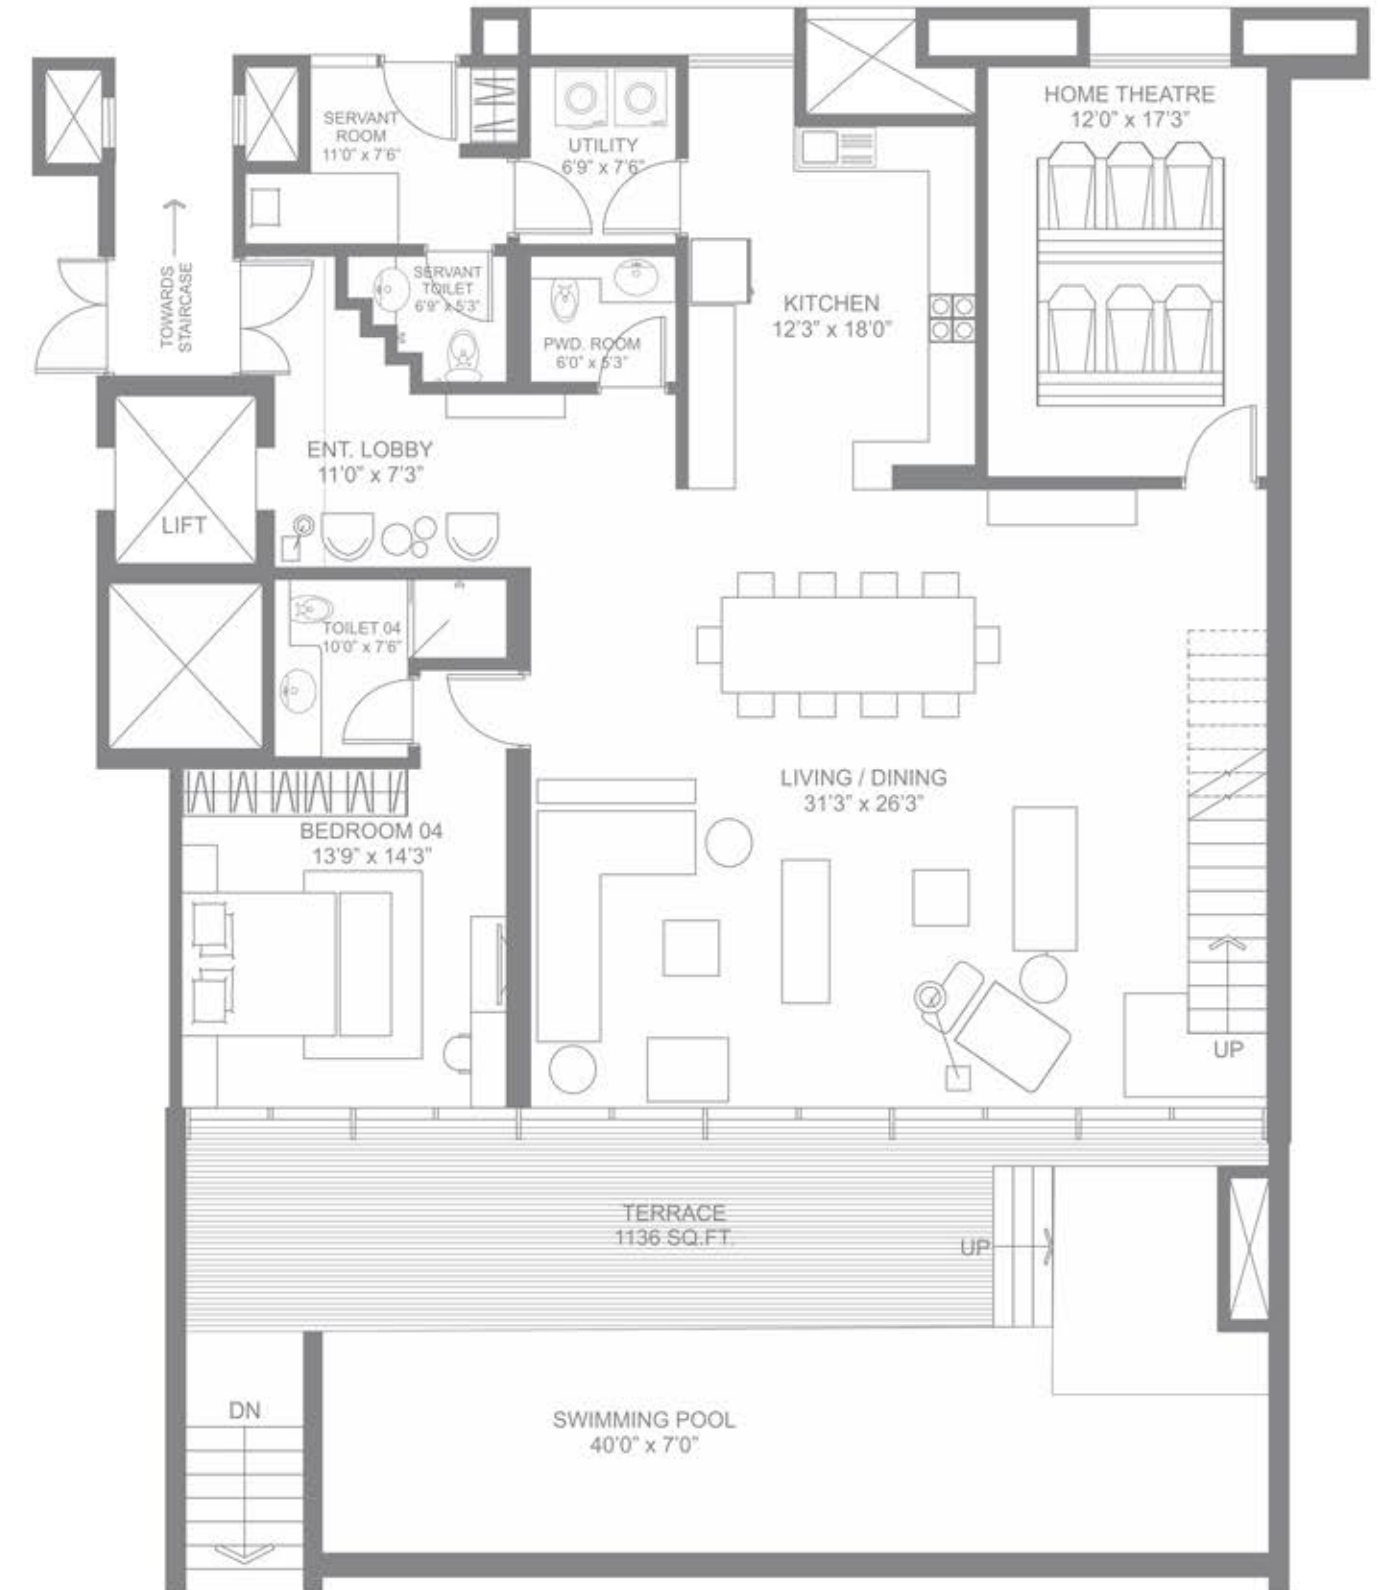 HOME THEATRE
12'0” x 17'3”
SERVANT
ROOM
11'0” x 7'6”
UTILITY
6'9” x 7'6”
TOWARDS
STAIRCASE
SERVANT
TOILET
6'9” x 5'3”
KITCHEN
12'3” x 18'0”
PWD. ROOM
6'0” x 5'3”
ENT. LOBBY
11'0” x 7'3”
LIFT
TOILET 04
10'0” x 7'6”
LIVING / DINING
31'3” x 26'3”
BEDROOM 04
13'9” x 14'3”
UP
TERRACE
1136 SQ.FT.
UP
DN
SWIMMING POOL
40'0” x 7'0”